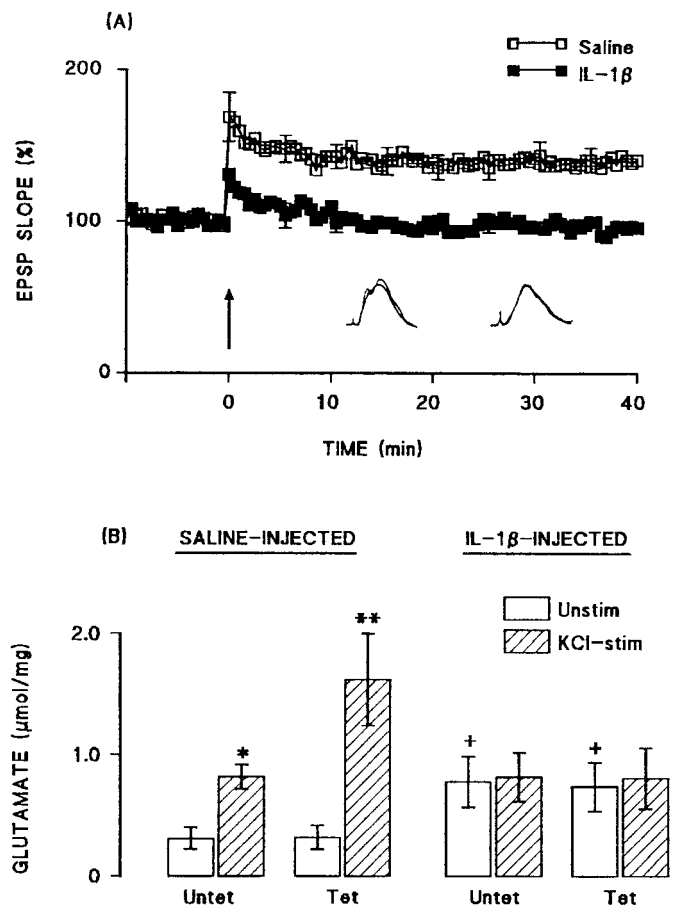 (A)
Saline
IL-1β
200
100
0
EPSP SLOPE (%)
0 10 20 30 40
TIME (min)
(B) SALINE-INJECTED IL-1β-INJECTED
Unstim
KCl-stim
2.0
1.0
0
GLUTAMATE (μmol/mg)
* ** + +
Untet Tet Untet Tet